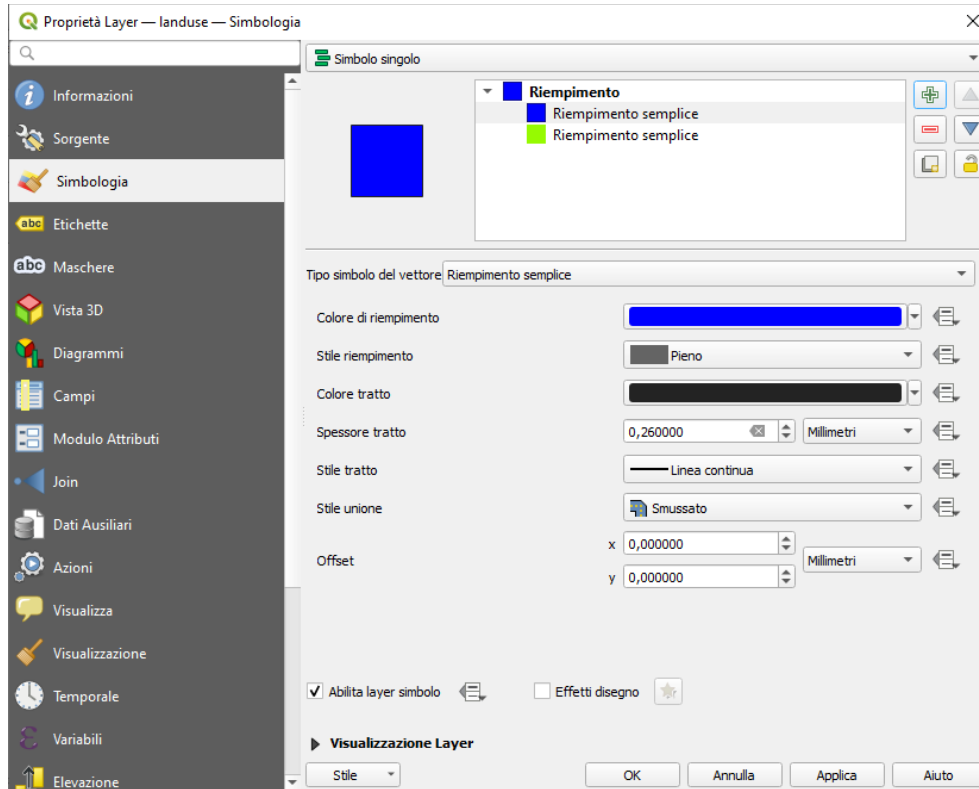 Proprietà Layer — landuse — Simbologia
Informazioni
Sorgente
Simbologia
abc Etichette
abc Maschere
Vista 3D
Diagrammi
Campi
Modulo Attributi
Join
Dati Ausiliari
Azioni
Visualizza
Visualizzazione
Temporale
Variabili
Elevazione
Simbolo singolo
Riempimento
Riempimento semplice
Riempimento semplice
Tipo simbolo del vettore Riempimento semplice
Colore di riempimento
Stile riempimento Pieno
Colore tratto
Spessore tratto 0,260000 Millimetri
Stile tratto Linea continua
Stile unione Smussato
Offset x 0,000000 Millimetri
y 0,000000
Abilita layer simbolo Effetti disegno
Visualizzazione Layer
Stile OK Annulla Applica Aiuto